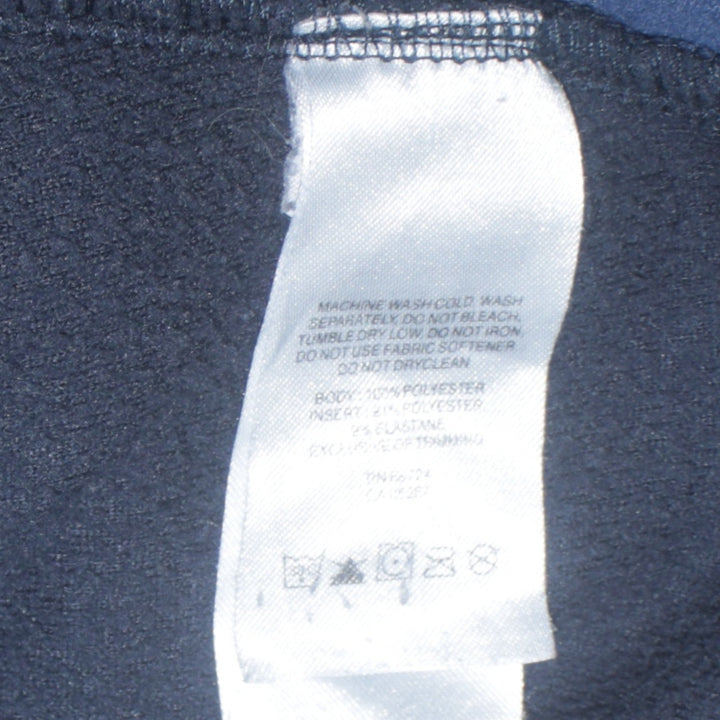 MACHINE WASH COLD. WASH
SEPARATELY. DO NOT BLEACH,
TUMBLE DRY LOW. DO NOT IRON,
DO NOT USE FABRIC SOFTENER.
DO NOT DRYCLEAN
BODY: 100% POLYESTER
INSERT: 91% POLYESTER,
9% ELASTANE
EXCLUSIVE OF TRIMMING